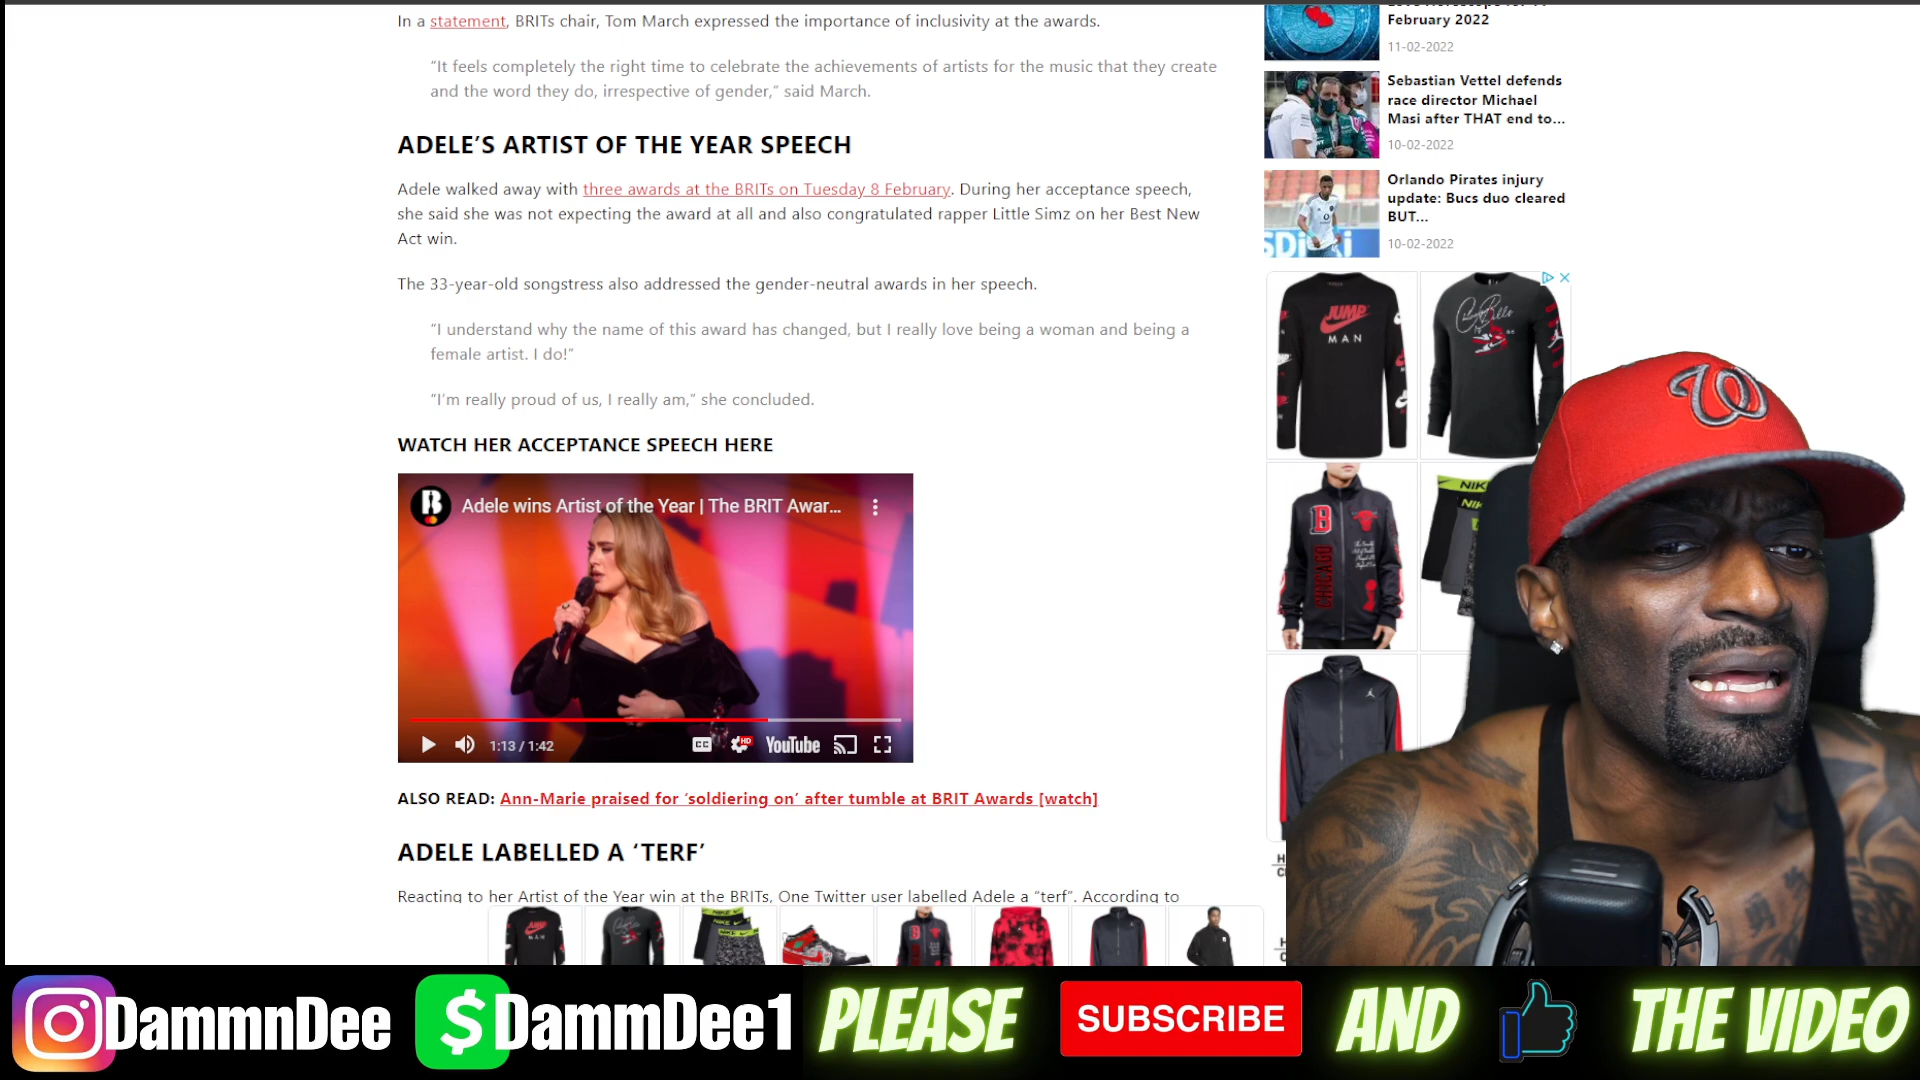 In a statement, BRITs chair, Tom March expressed the importance of inclusivity at the awards.
“It feels completely the right time to celebrate the achievements of artists for the music that they create
and the word they do, irrespective of gender,” said March.
ADELE’S ARTIST OF THE YEAR SPEECH
Adele walked away with three awards at the BRITs on Tuesday 8 February. During her acceptance speech,
she said she was not expecting the award at all and also congratulated rapper Little Simz on her Best New
Act win.
The 33-year-old songstress also addressed the gender-neutral awards in her speech.
“I understand why the name of this award has changed, but I really love being a woman and being a
female artist. I do!”
“I’m really proud of us, I really am,” she concluded.
WATCH HER ACCEPTANCE SPEECH HERE
B
Adele wins Artist of the Year | The BRIT Awar...
1:13 / 1:42
CC
HD
YouTube
ALSO READ: Ann-Marie praised for ‘soldiering on’ after tumble at BRIT Awards [watch]
ADELE LABELLED A ‘TERF’
Reacting to her Artist of the Year win at the BRITs, One Twitter user labelled Adele a “terf”. According to
February 2022
11-02-2022
Sebastian Vettel defends
race director Michael
Masi after THAT end to...
10-02-2022
Orlando Pirates injury
update: Bucs duo cleared
BUT...
10-02-2022
JUMP
MAN
B
CHICAGO
NIKE
W
DammnDee
$DammDee1
PLEASE
SUBSCRIBE
AND
THE VIDEO